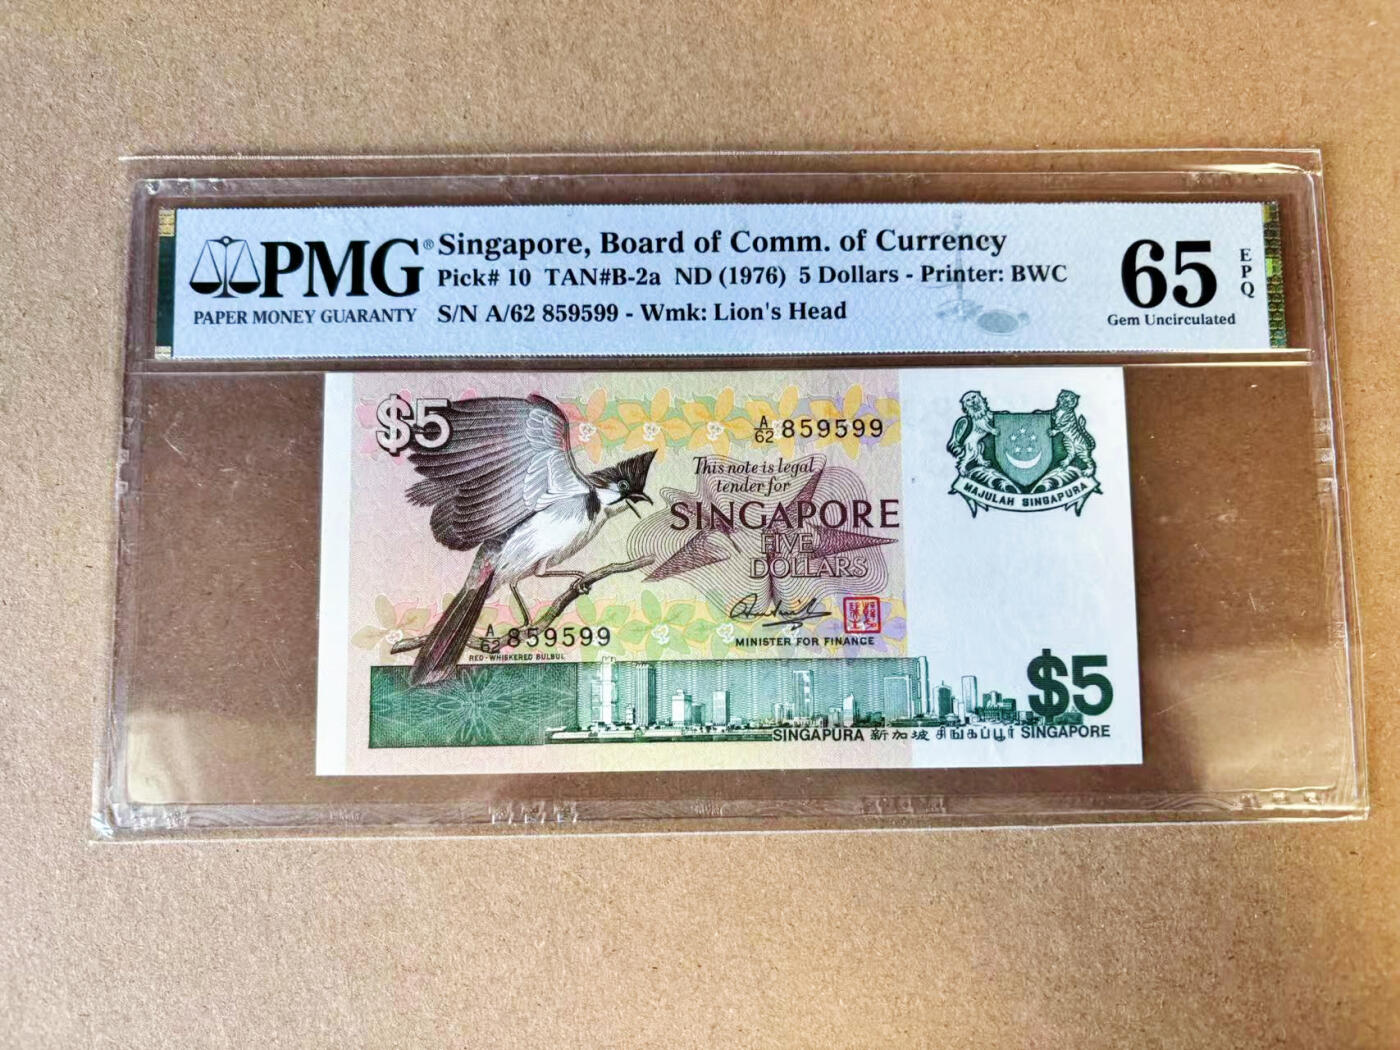 PMG®
PAPER MONEY GUARANTY
Singapore, Board of Comm. of Currency
Pick# 10 TAN#B-2a ND (1976) 5 Dollars - Printer: BWC
S/N A/62 859599 - Wmk: Lion's Head
65
Gem Uncirculated
EPQ
$5
A/62 859599
This note is legal
tender for
SINGAPORE
FIVE
DOLLARS
MAJULAH SINGAPURA
MINISTER FOR FINANCE
A/62 859599
RED-WHISKERED BULBUL
$5
SINGAPURA 新加坡 சிங்கப்பூர் SINGAPORE